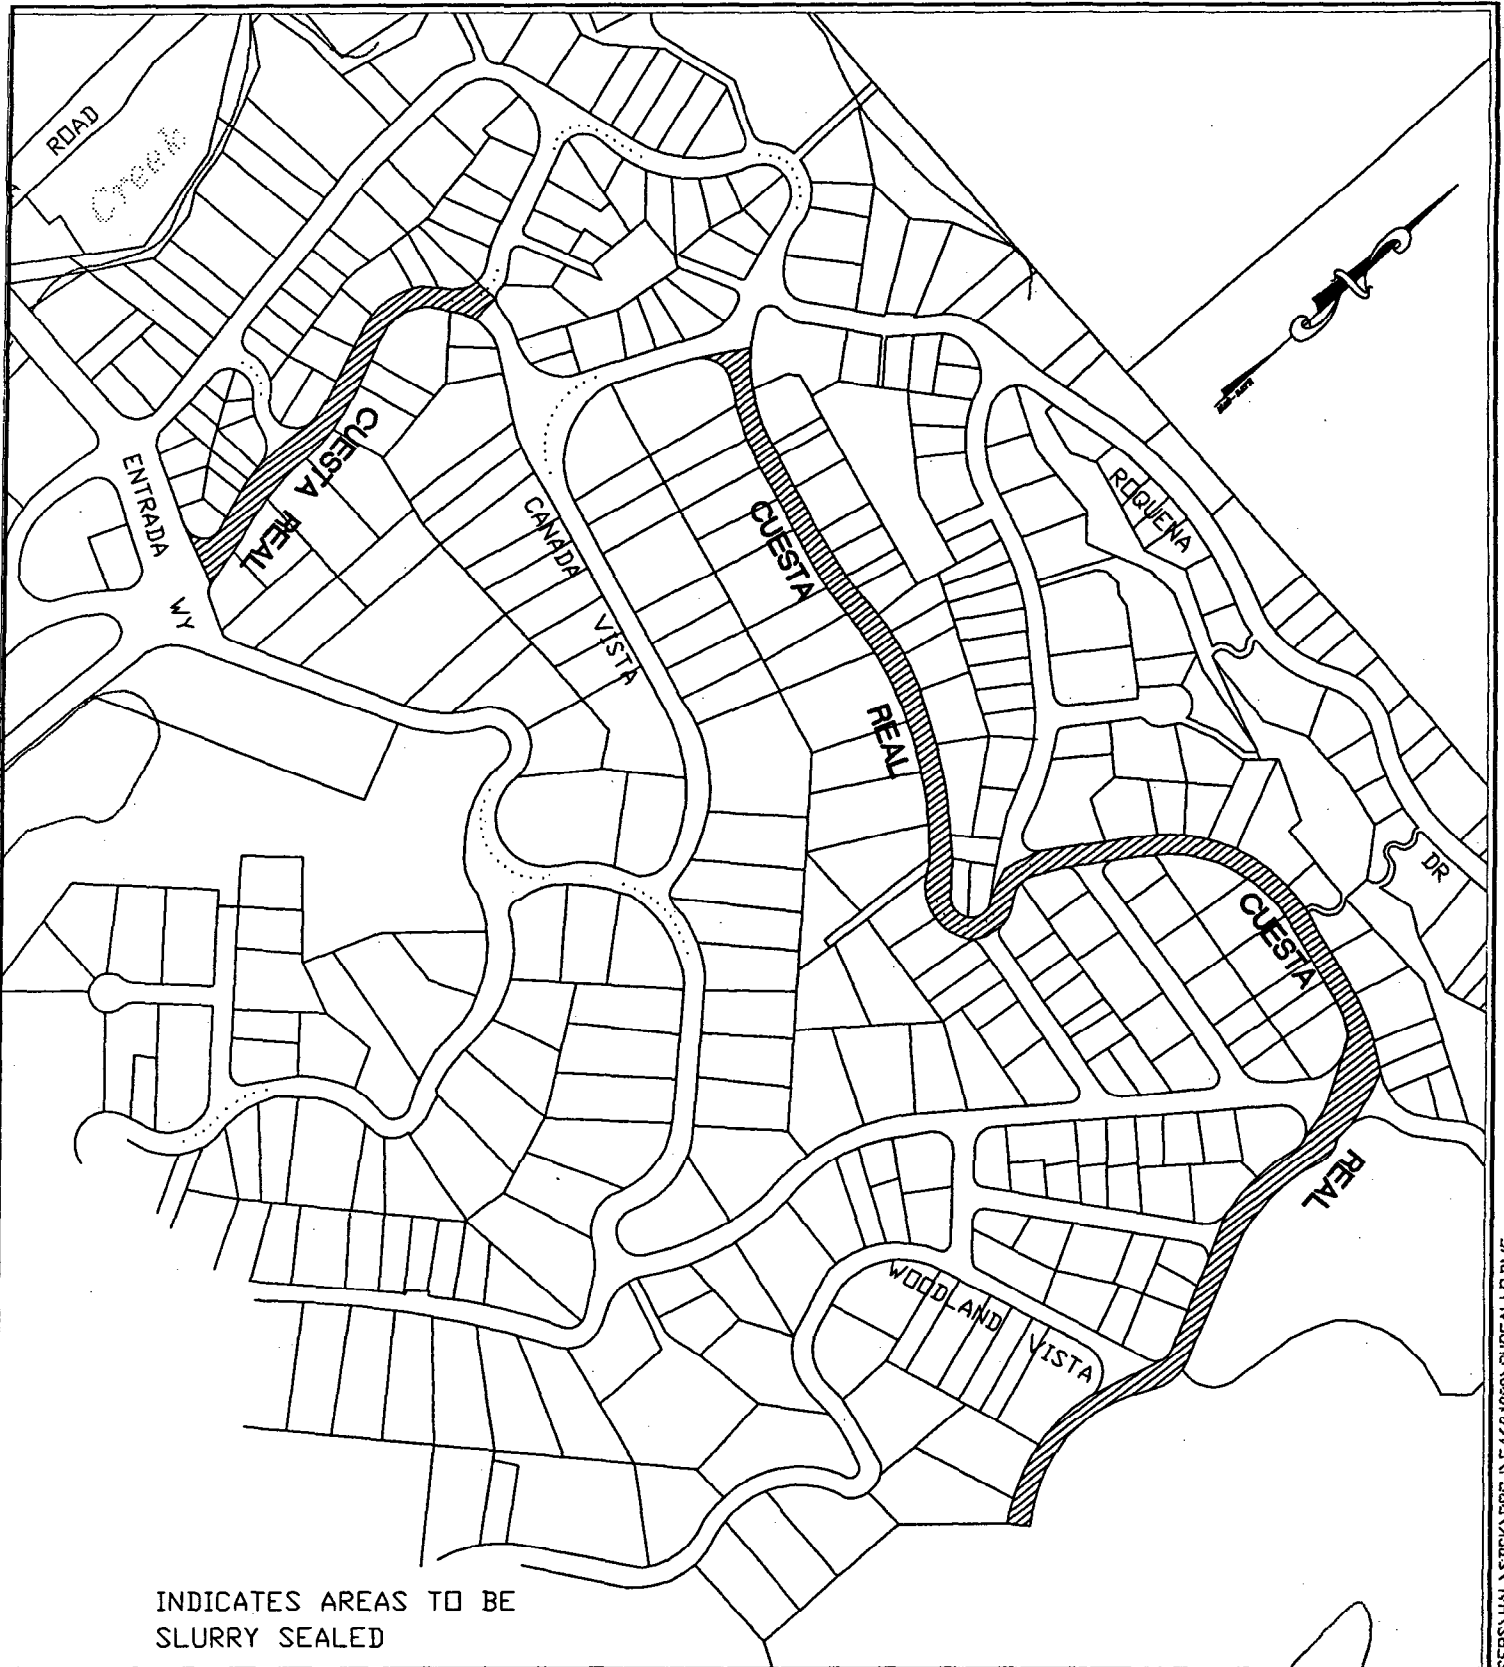 ROAD
Creek
ENTRADA
WY
CUESTA REAL
CANADA
VISTA
CUESTA
REAL
ROQUENA
DR
CUESTA
REAL
WOODLAND
VISTA
INDICATES AREAS TO BE
SLURRY SEALED